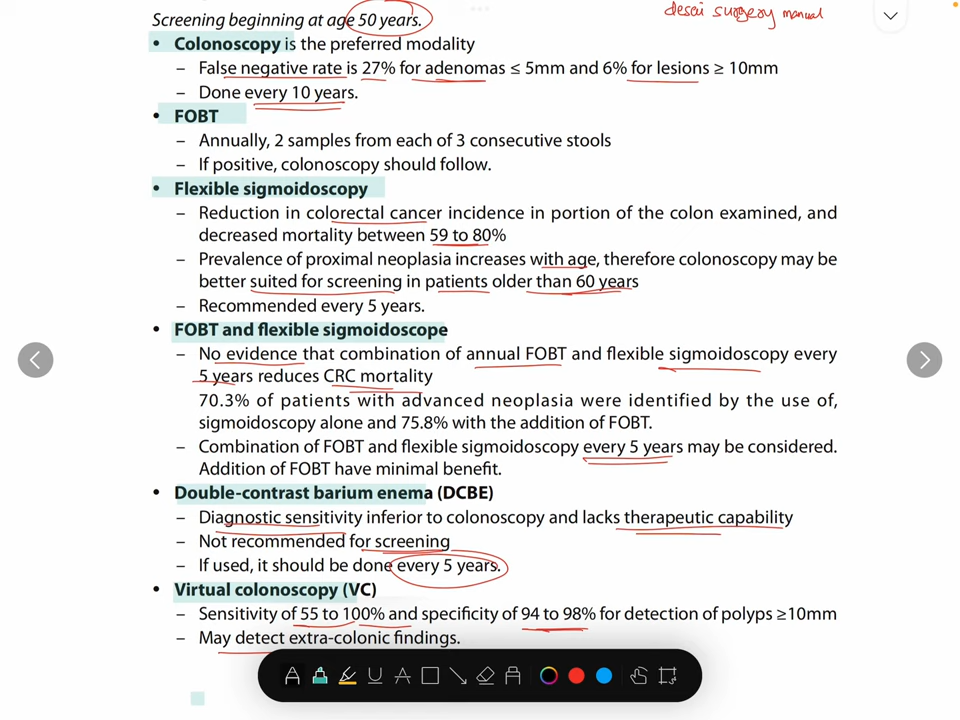 Screening beginning at age 50 years.
desai surgery manual
• Colonoscopy is the preferred modality
– False negative rate is 27% for adenomas ≤ 5mm and 6% for lesions ≥ 10mm
– Done every 10 years.
• FOBT
– Annually, 2 samples from each of 3 consecutive stools
– If positive, colonoscopy should follow.
• Flexible sigmoidoscopy
– Reduction in colorectal cancer incidence in portion of the colon examined, and
decreased mortality between 59 to 80%
– Prevalence of proximal neoplasia increases with age, therefore colonoscopy may be
better suited for screening in patients older than 60 years
– Recommended every 5 years.
• FOBT and flexible sigmoidoscope
– No evidence that combination of annual FOBT and flexible sigmoidoscopy every
5 years reduces CRC mortality
70.3% of patients with advanced neoplasia were identified by the use of,
sigmoidoscopy alone and 75.8% with the addition of FOBT.
– Combination of FOBT and flexible sigmoidoscopy every 5 years may be considered.
Addition of FOBT have minimal benefit.
• Double-contrast barium enema (DCBE)
– Diagnostic sensitivity inferior to colonoscopy and lacks therapeutic capability
– Not recommended for screening
– If used, it should be done every 5 years.
• Virtual colonoscopy (VC)
– Sensitivity of 55 to 100% and specificity of 94 to 98% for detection of polyps ≥10mm
– May detect extra-colonic findings.